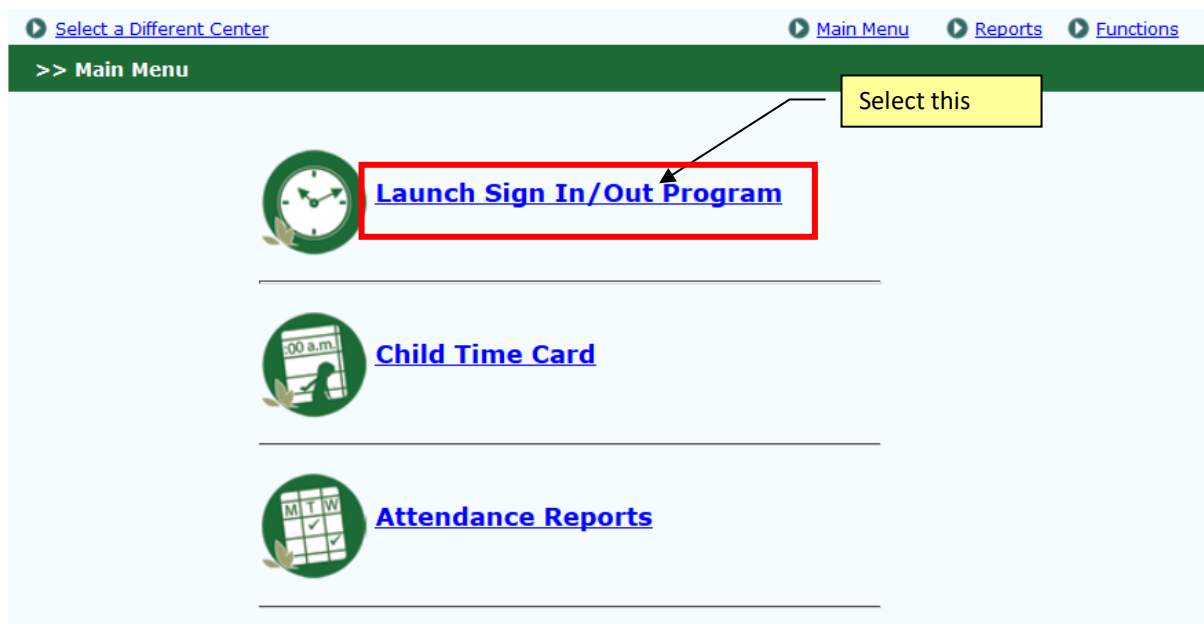 Select a Different Center
Main Menu
Reports
Functions
>> Main Menu
Select this
Launch Sign In/Out Program
:00 a.m.
Child Time Card
M T W
Attendance Reports